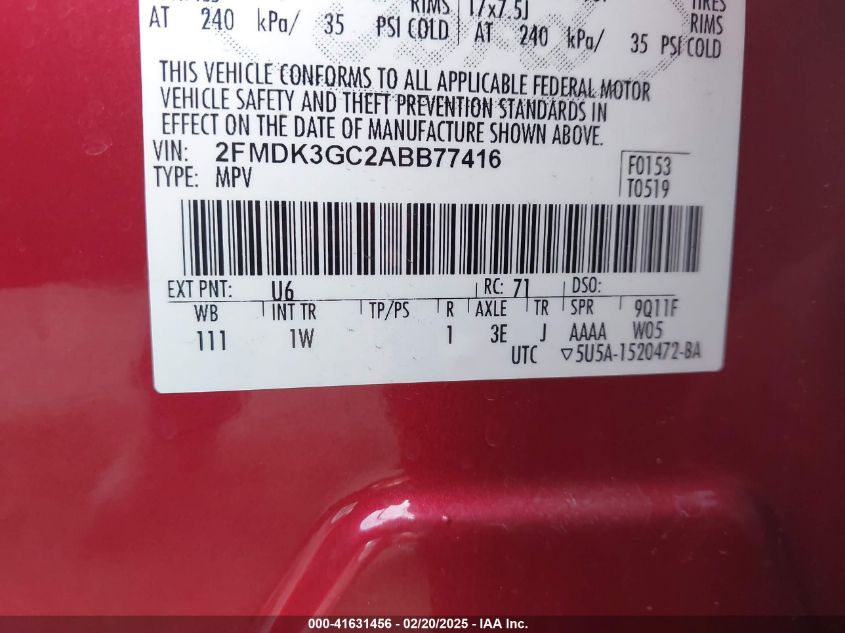 RIMS 17x7.5J TIRES
AT 240 kPa/ 35 PSI COLD AT 240 kPa/ 35 PSI COLD RIMS
THIS VEHICLE CONFORMS TO ALL APPLICABLE FEDERAL MOTOR
VEHICLE SAFETY AND THEFT PREVENTION STANDARDS IN
EFFECT ON THE DATE OF MANUFACTURE SHOWN ABOVE.
VIN: 2FMDK3GC2ABB77416
TYPE: MPV
F0153
T0519
EXT PNT: U6 RC: 71 DSO:
WB INT TR TP/PS R AXLE TR SPR 9Q11F
111 1W 1 3E J AAAA W05
UTC ▽5U5A-1520472-BA
000-41631456 - 02/20/2025 - IAA Inc.